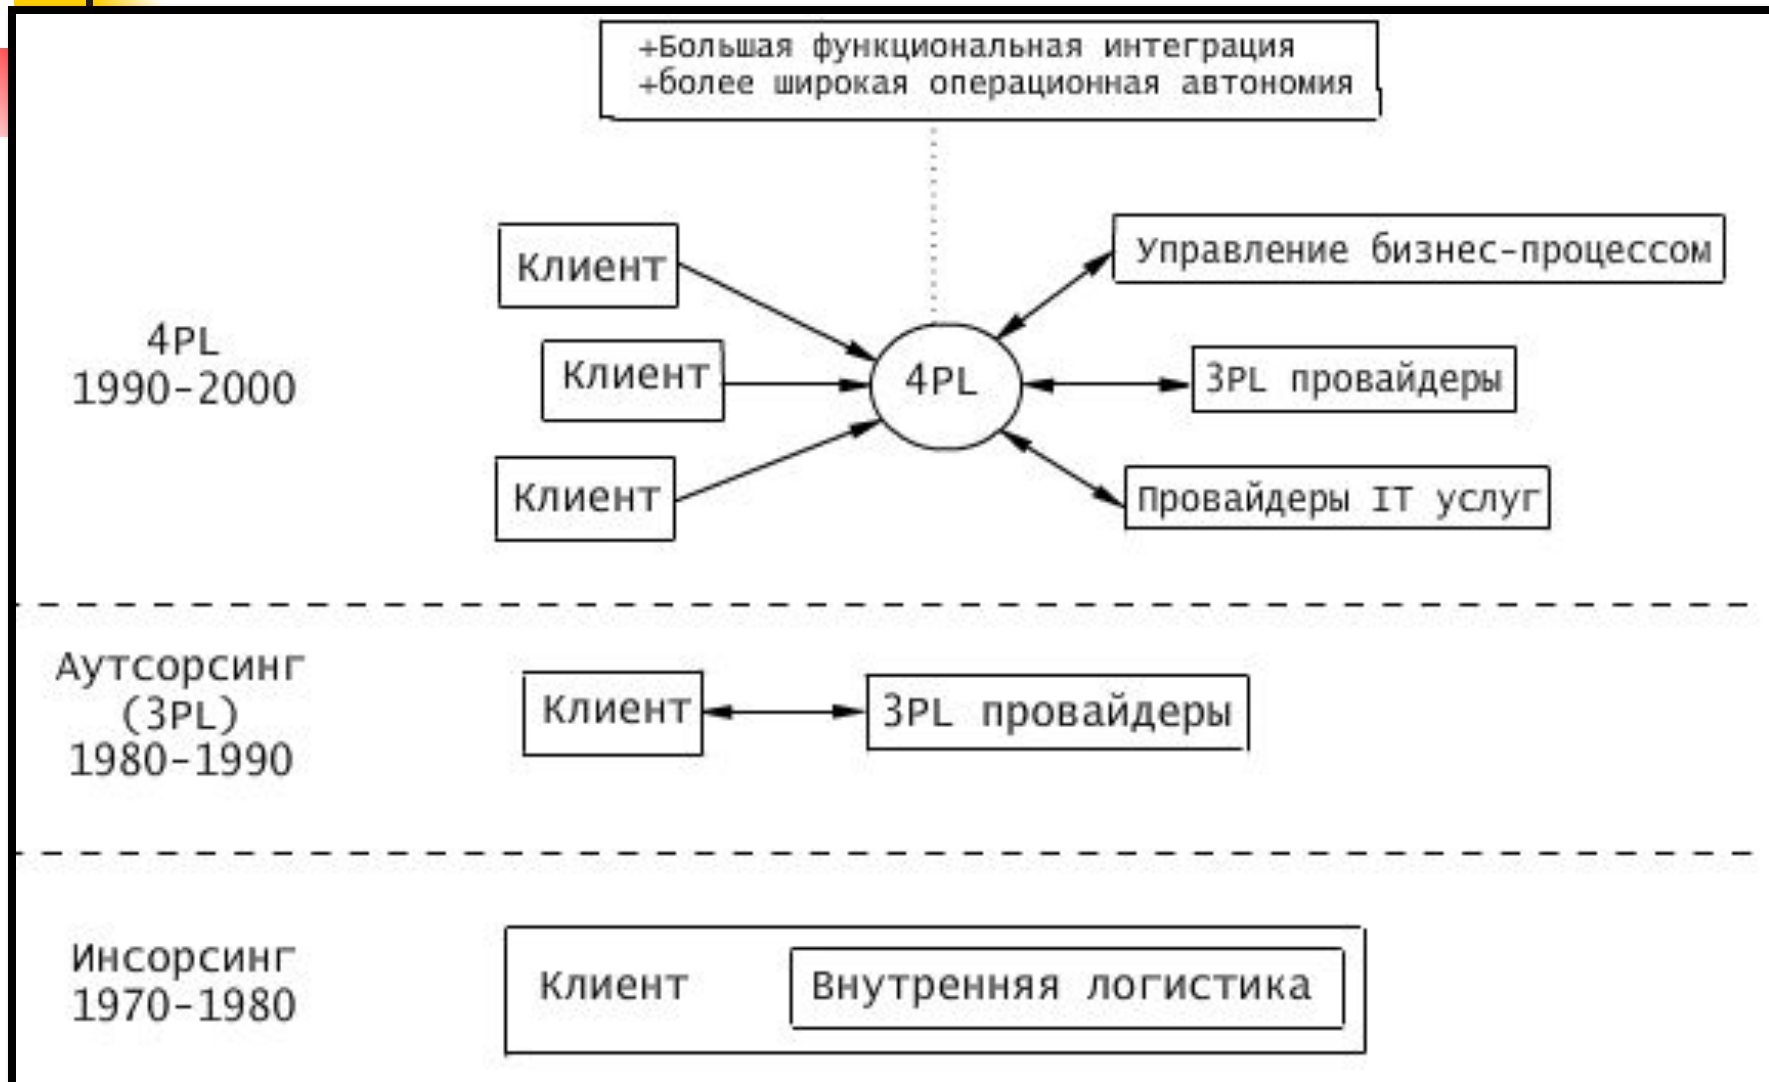 +Большая функциональная интеграция
+более широкая операционная автономия
4PL
1990-2000
Клиент
Клиент
Клиент
4PL
Управление бизнес-процессом
3PL провайдеры
Провайдеры IT услуг
Аутсорсинг
(3PL)
1980-1990
Клиент
3PL провайдеры
Инсорсинг
1970-1980
Клиент
Внутренняя логистика